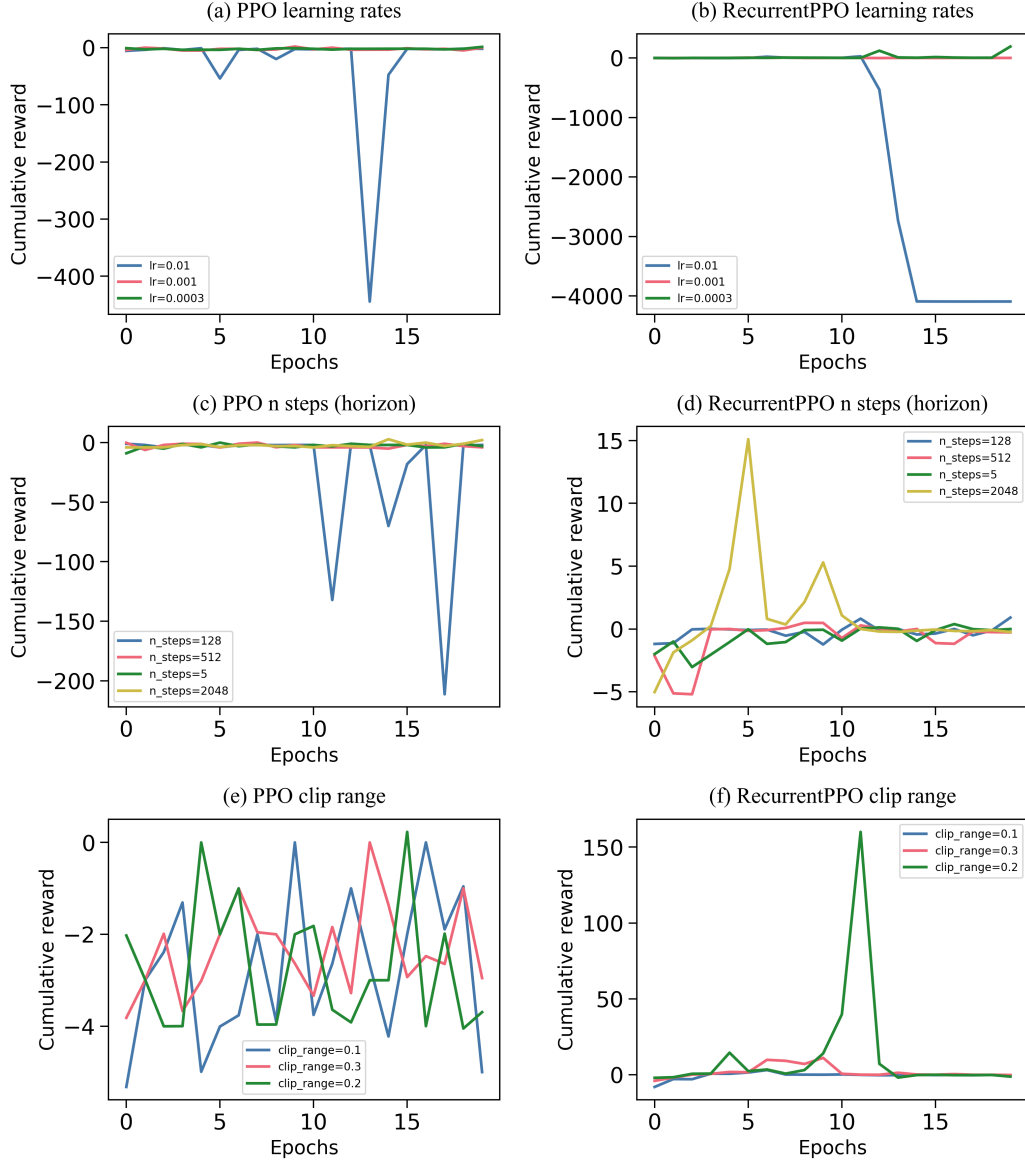 (a) PPO learning rates
0
−100
−200
−300
−400
Cumulative reward
lr=0.01
lr=0.001
lr=0.0003
0 5 10 15
Epochs
(b) RecurrentPPO learning rates
0
−1000
−2000
−3000
−4000
Cumulative reward
lr=0.01
lr=0.001
lr=0.0003
0 5 10 15
Epochs
(c) PPO n steps (horizon)
0
−50
−100
−150
−200
Cumulative reward
n_steps=128
n_steps=512
n_steps=5
n_steps=2048
0 5 10 15
Epochs
(d) RecurrentPPO n steps (horizon)
15
10
5
0
−5
Cumulative reward
n_steps=128
n_steps=512
n_steps=5
n_steps=2048
0 5 10 15
Epochs
(e) PPO clip range
0
−2
−4
Cumulative reward
clip_range=0.1
clip_range=0.3
clip_range=0.2
0 5 10 15
Epochs
(f) RecurrentPPO clip range
150
100
50
0
Cumulative reward
clip_range=0.1
clip_range=0.3
clip_range=0.2
0 5 10 15
Epochs